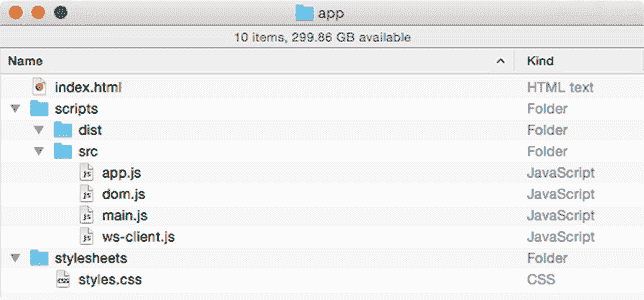 app
10 items, 299.86 GB available
Name Kind
index.html HTML text
scripts Folder
dist Folder
src Folder
app.js JavaScript
dom.js JavaScript
main.js JavaScript
ws-client.js JavaScript
stylesheets Folder
styles.css CSS